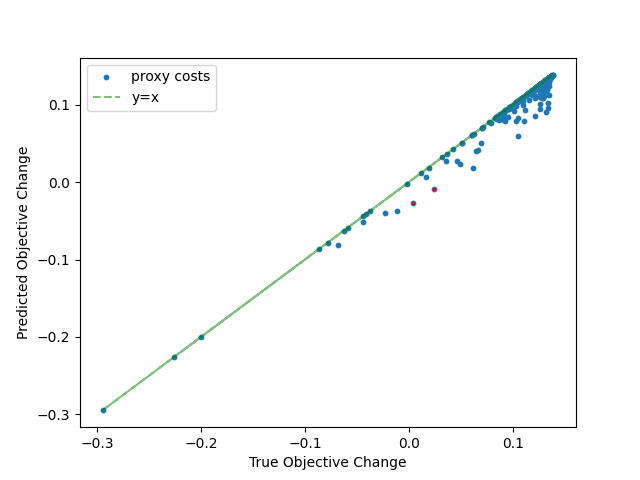 proxy costs
y=x
Predicted Objective Change
0.1
0.0
−0.1
−0.2
−0.3
−0.3
−0.2
−0.1
0.0
0.1
True Objective Change